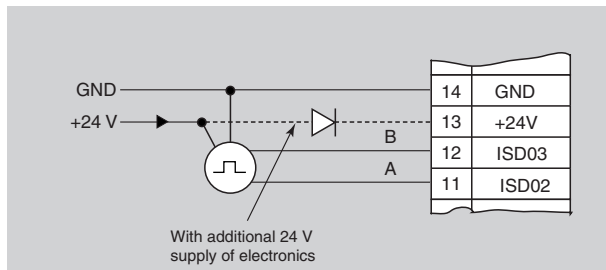 GND
+24 V
B
A
14 GND
13 +24V
12 ISD03
11 ISD02
With additional 24 V
supply of electronics